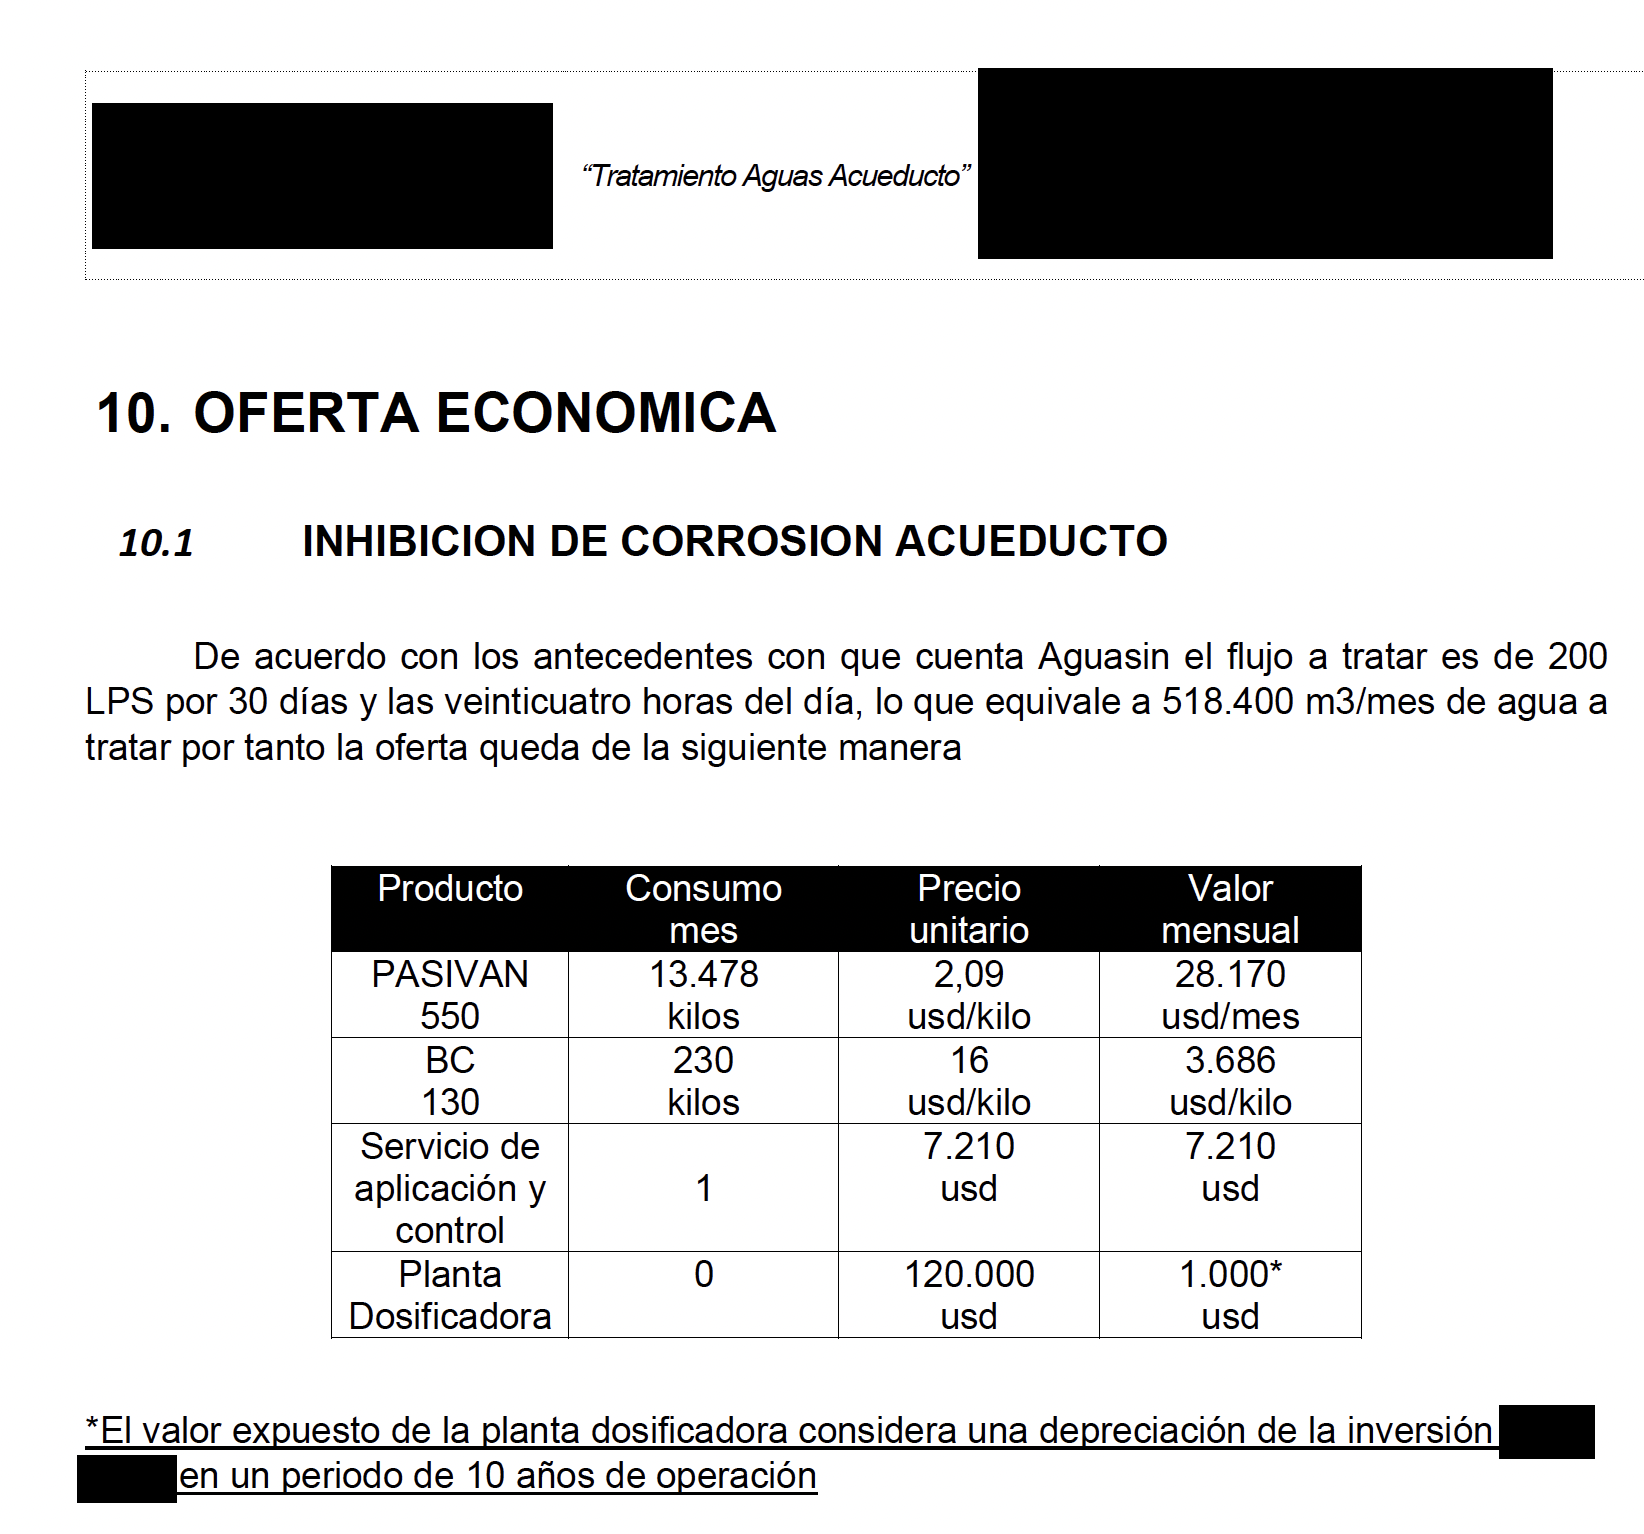 “Tratamiento Aguas Acueducto”
10. OFERTA ECONOMICA
10.1 INHIBICION DE CORROSION ACUEDUCTO
De acuerdo con los antecedentes con que cuenta Aguasin el flujo a tratar es de 200
LPS por 30 días y las veinticuatro horas del día, lo que equivale a 518.400 m3/mes de agua a
tratar por tanto la oferta queda de la siguiente manera
Producto Consumo Precio Valor
mes unitario mensual
PASIVAN 13.478 2,09 28.170
550 kilos usd/kilo usd/mes
BC 230 16 3.686
130 kilos usd/kilo usd/kilo
Servicio de 7.210 7.210
aplicación y 1 usd usd
control
Planta 0 120.000 1.000*
Dosificadora usd usd
*El valor expuesto de la planta dosificadora considera una depreciación de la inversión
en un periodo de 10 años de operación